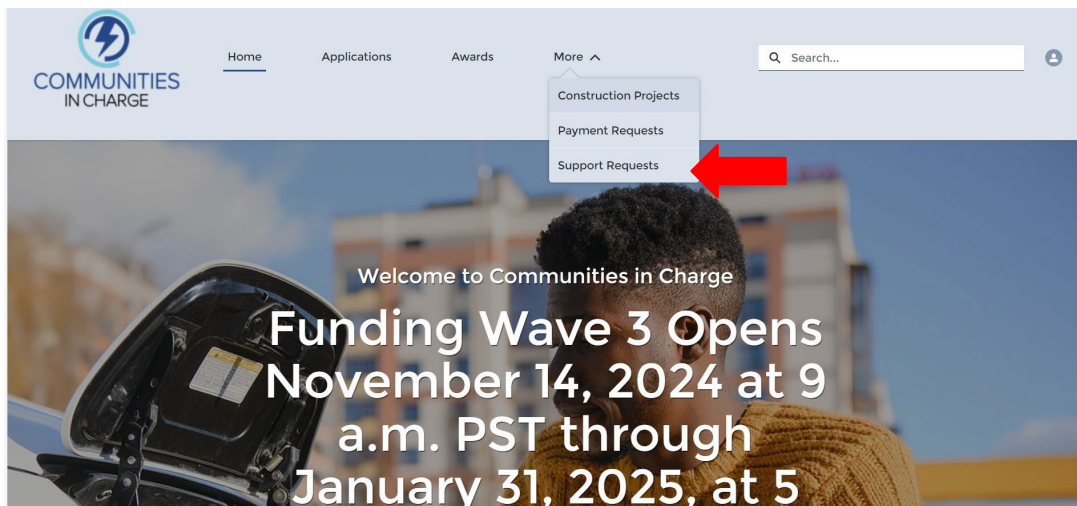 COMMUNITIES
IN CHARGE
Home
Applications
Awards
More
Search...
Construction Projects
Payment Requests
Support Requests
Welcome to Communities in Charge
Funding Wave 3 Opens
November 14, 2024 at 9
a.m. PST through
January 31, 2025, at 5